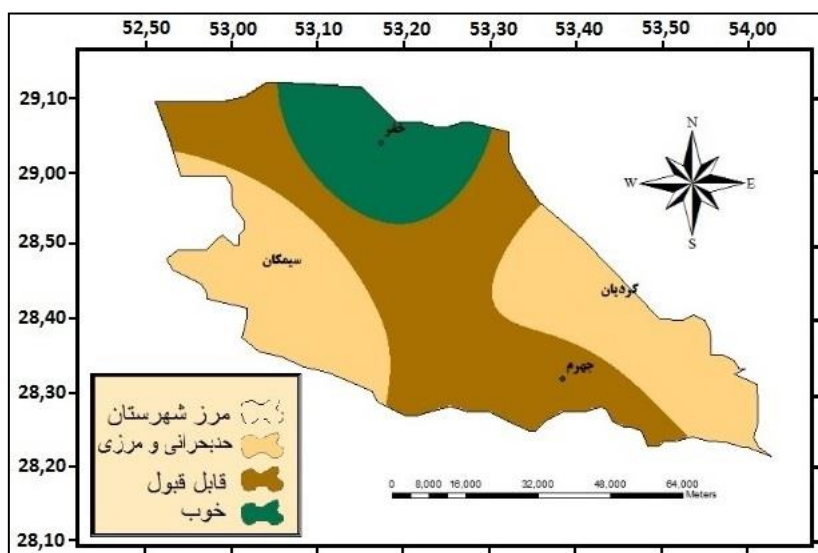 52,50 53,00 53,10 53,20 53,30 53,40 53,50 54,00
29,10
29,00
28,50
28,40
28,30
28,20
28,10
خفر
N
W E
S
سیمکان
کردیان
جهرم
مرز شهرستان
حدبحرانی و مرزی
قابل قبول
خوب
0 8,000 16,000 32,000 48,000 64,000
Meters